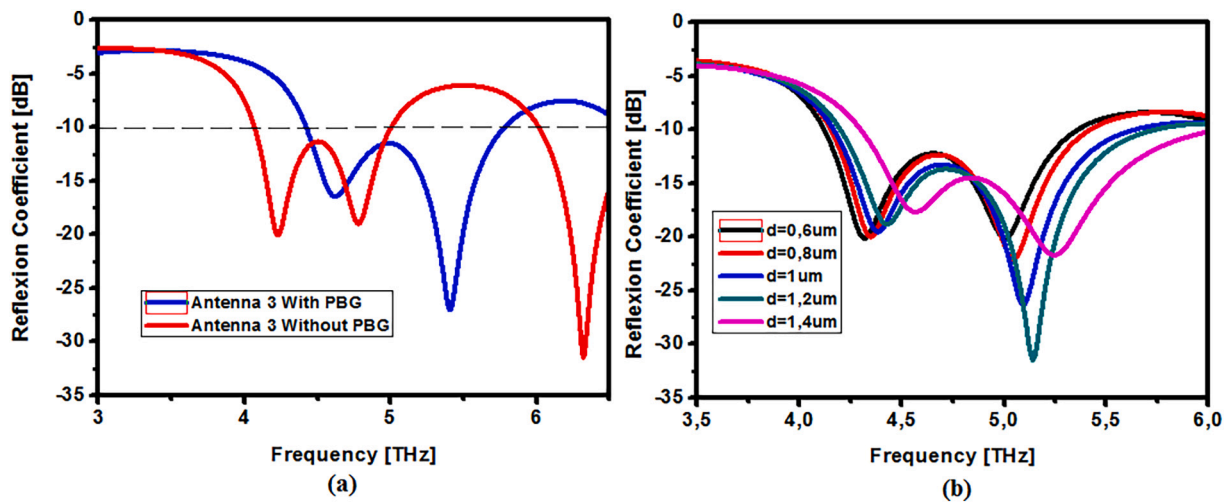 0
-5
-10
-15
-20
-25
-30
-35
Reflexion Coefficient [dB]
Antenna 3 With PBG
Antenna 3 Without PBG
3
4
5
6
Frequency [THz]
(a)
0
-5
-10
-15
-20
-25
-30
-35
Reflexion Coefficient [dB]
d=0,6um
d=0,8um
d=1um
d=1,2um
d=1,4um
3,5
4,0
4,5
5,0
5,5
6,0
Frequency [THz]
(b)